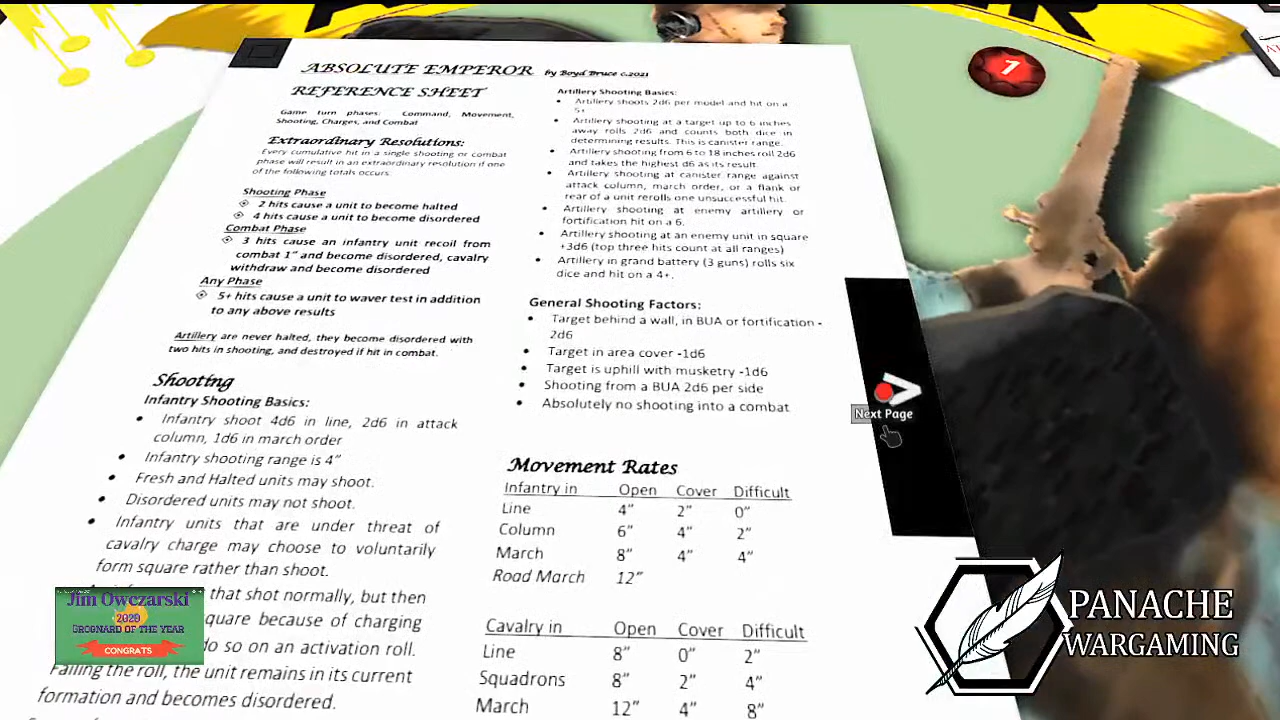 ABSOLUTE EMPEROR by Boyd Bruce c.2021
REFERENCE SHEET
Game turn phases: Command, Movement,
Shooting, Charges, and Combat
Extraordinary Resolutions:
Every cumulative hit in a single shooting or combat
phase will result in an extraordinary resolution if one
of the following totals occurs.
Shooting Phase
2 hits cause a unit to become halted
4 hits cause a unit to become disordered
Combat Phase
3 hits cause an infantry unit recoil from
combat 1" and become disordered, cavalry
withdraw and become disordered
Any Phase
5+ hits cause a unit to waver test in addition
to any above results
Artillery are never halted, they become disordered with
two hits in shooting, and destroyed if hit in combat.
Shooting
Infantry Shooting Basics:
• Infantry shoot 4d6 in line, 2d6 in attack
column, 1d6 in march order
• Infantry shooting range is 4"
• Fresh and Halted units may shoot.
• Disordered units may not shoot.
• Infantry units that are under threat of
cavalry charge may choose to voluntarily
form square rather than shoot.
that shot normally, but then
square because of charging
do so on an activation roll.
Failing the roll, the unit remains in its current
formation and becomes disordered.
Artillery Shooting Basics:
• Artillery shoots 2d6 per model and hit on a
5+
• Artillery shooting at a target up to 6 inches
away rolls 2d6 and counts both dice in
determining results. This is canister range.
• Artillery shooting from 6 to 18 inches roll 2d6
and takes the highest d6 as its result.
• Artillery shooting at canister range against
attack column, march order, or a flank or
rear of a unit rerolls one unsuccessful hit.
• Artillery shooting at enemy artillery or
fortification hit on a 6.
• Artillery shooting at an enemy unit in square
+3d6 (top three hits count at all ranges)
• Artillery in grand battery (3 guns) rolls six
dice and hit on a 4+.
General Shooting Factors:
• Target behind a wall, in BUA or fortification -
2d6
• Target in area cover -1d6
• Target is uphill with musketry -1d6
• Shooting from a BUA 2d6 per side
• Absolutely no shooting into a combat
Movement Rates
Infantry in Open Cover Difficult
Line 4" 2" 0"
Column 6" 4" 2"
March 8" 4" 4"
Road March 12"
Cavalry in Open Cover Difficult
Line 8" 0" 2"
Squadrons 8" 2" 4"
March 12" 4" 8"
1
>
Next Page
Jim Owczarski
2020
GROGNARD OF THE YEAR
CONGRATS
PANACHE
WARGAMING